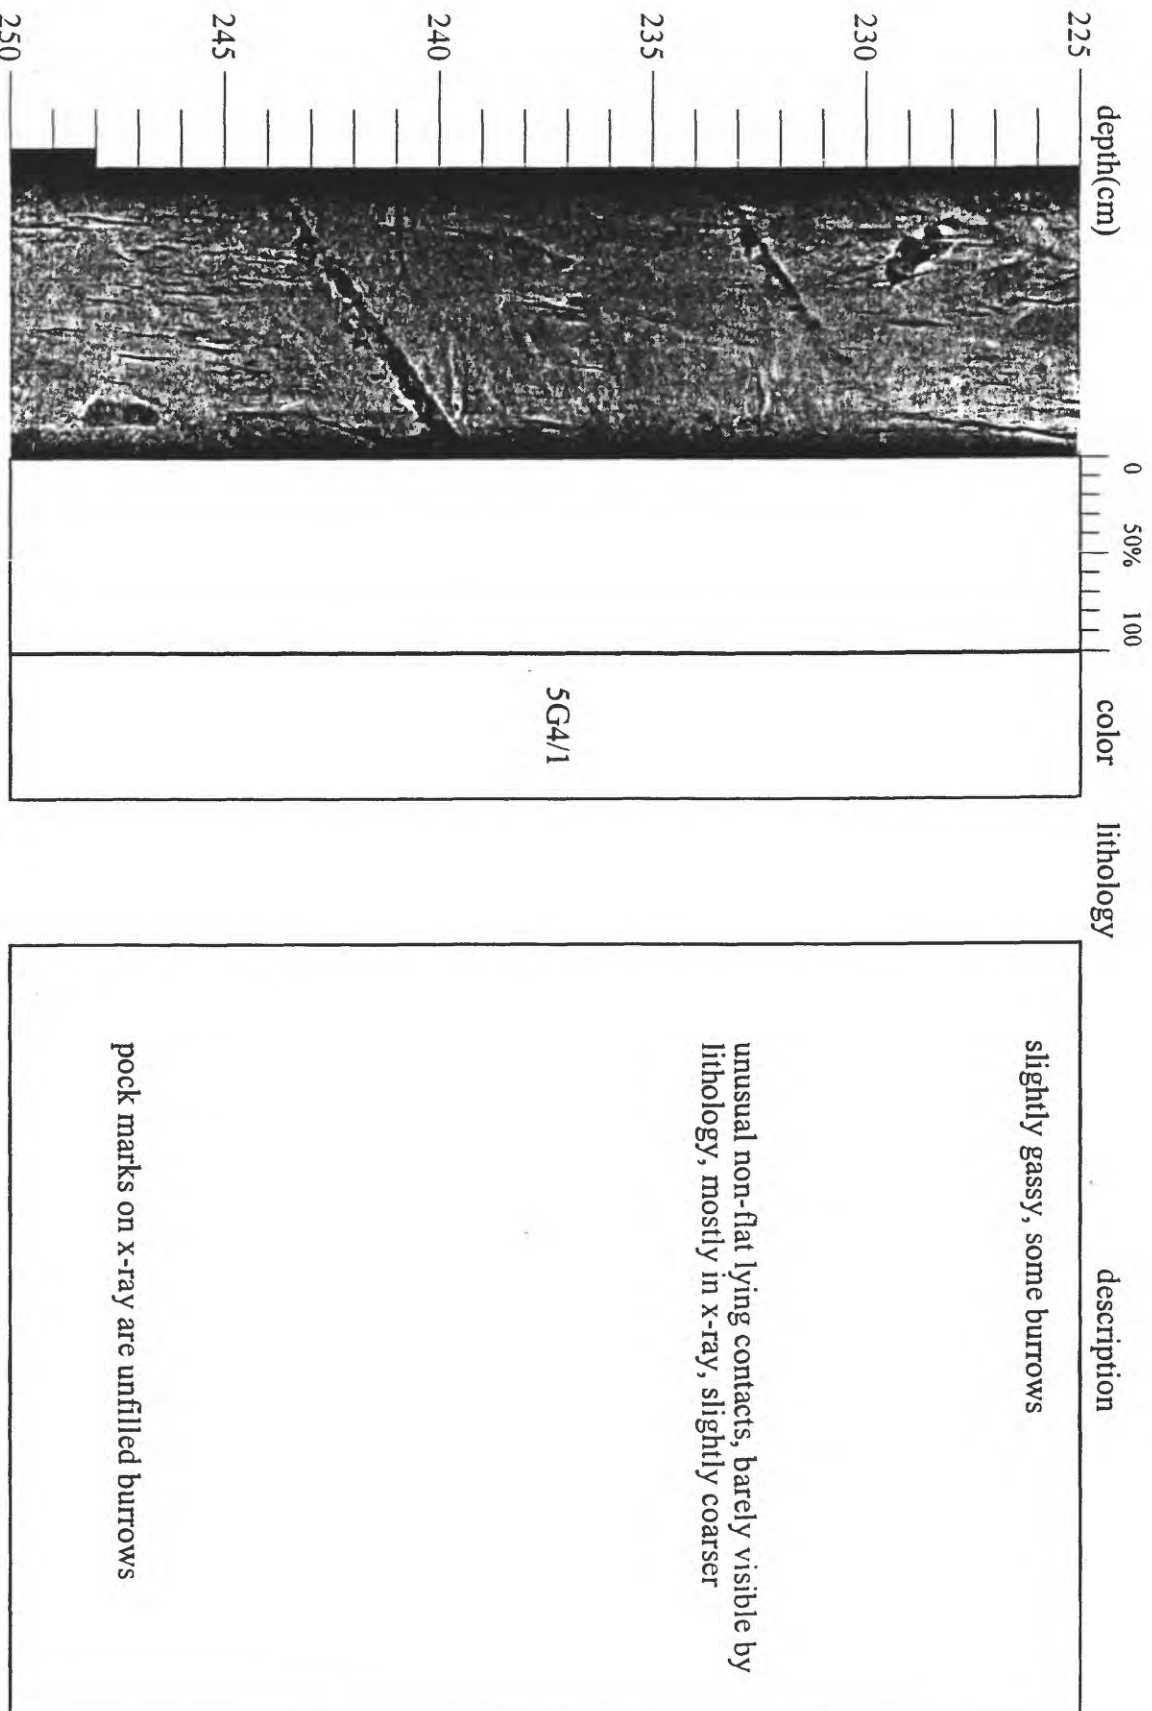 depth(cm)
0 50% 100
color
lithology
description
225
230
235
240
245
250
5G4/1
slightly gassy, some burrows
unusual non-flat lying contacts, barely visible by
lithology, mostly in x-ray, slightly coarser
pock marks on x-ray are unfilled burrows